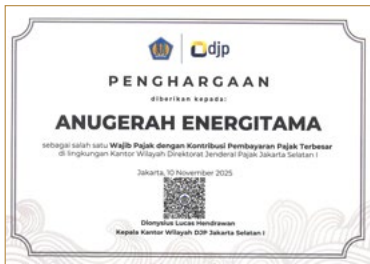 djp
PENGHARGAAN
diberikan kepada:
ANUGERAH ENERGITAMA
sebagai salah satu Wajib Pajak dengan Kontribusi Pembayaran Pajak Terbesar
di lingkungan Kantor Wilayah Direktorat Jenderal Pajak Jakarta Selatan I
Jakarta, 10 November 2025
Dionysius Lucas Hendrawan
Kepala Kantor Wilayah DJP Jakarta Selatan I